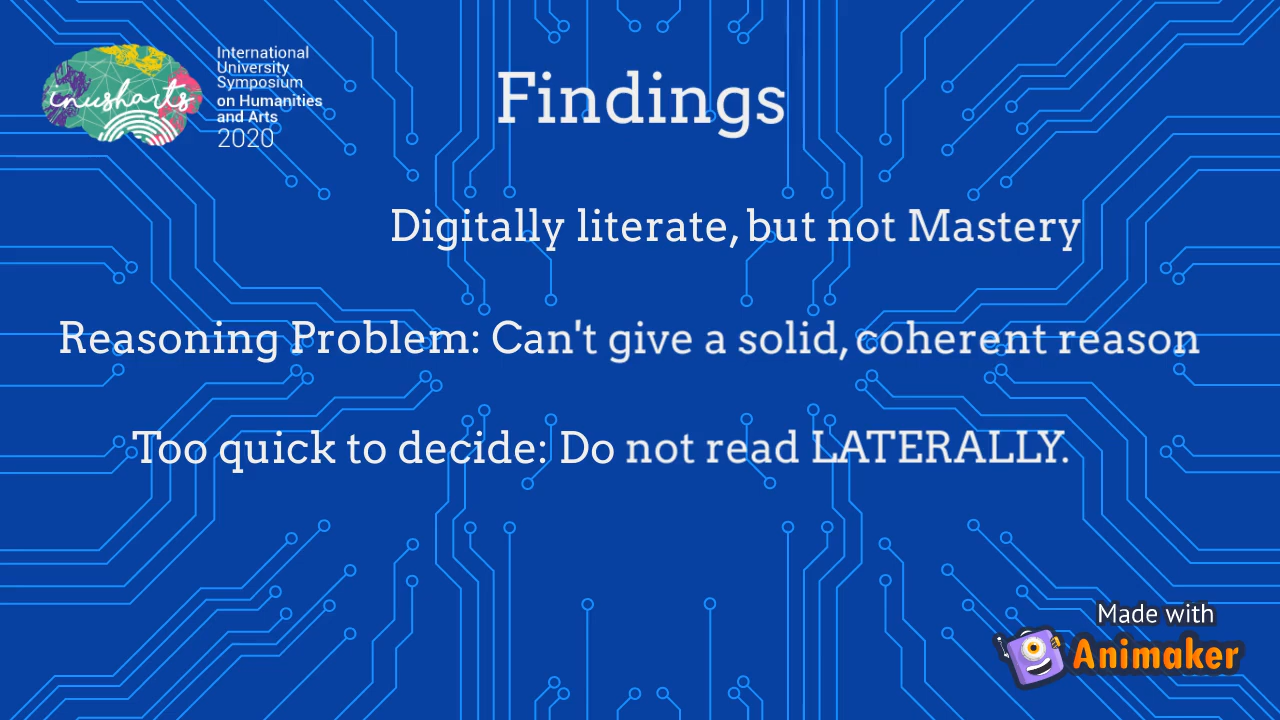 inusharts
International
University
Symposium
on Humanities
and Arts
2020
Findings
Digitally literate, but not Mastery
Reasoning Problem: Can't give a solid, coherent reason
Too quick to decide: Do not read LATERALLY.
Made with
Animaker